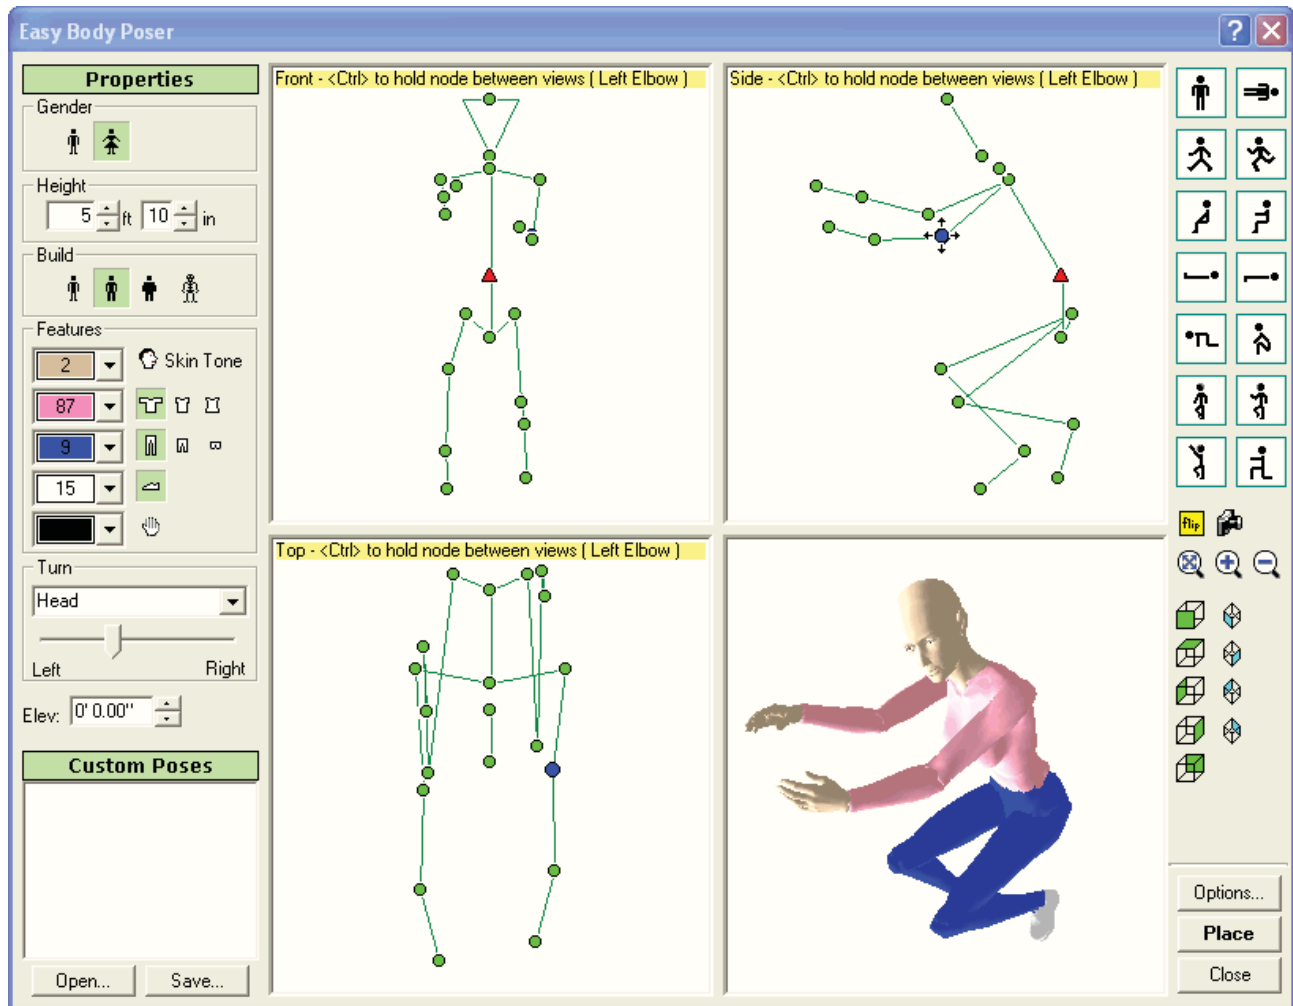 Easy Body Poser
Properties
Gender
Height
5 ft 10 in
Build
Features
2 Skin Tone
87
9
15
Turn
Head
Left Right
Elev: 0' 0.00"
Custom Poses
Open... Save...
Front - <Ctrl> to hold node between views ( Left Elbow )
Side - <Ctrl> to hold node between views ( Left Elbow )
Top - <Ctrl> to hold node between views ( Left Elbow )
flip
Options...
Place
Close